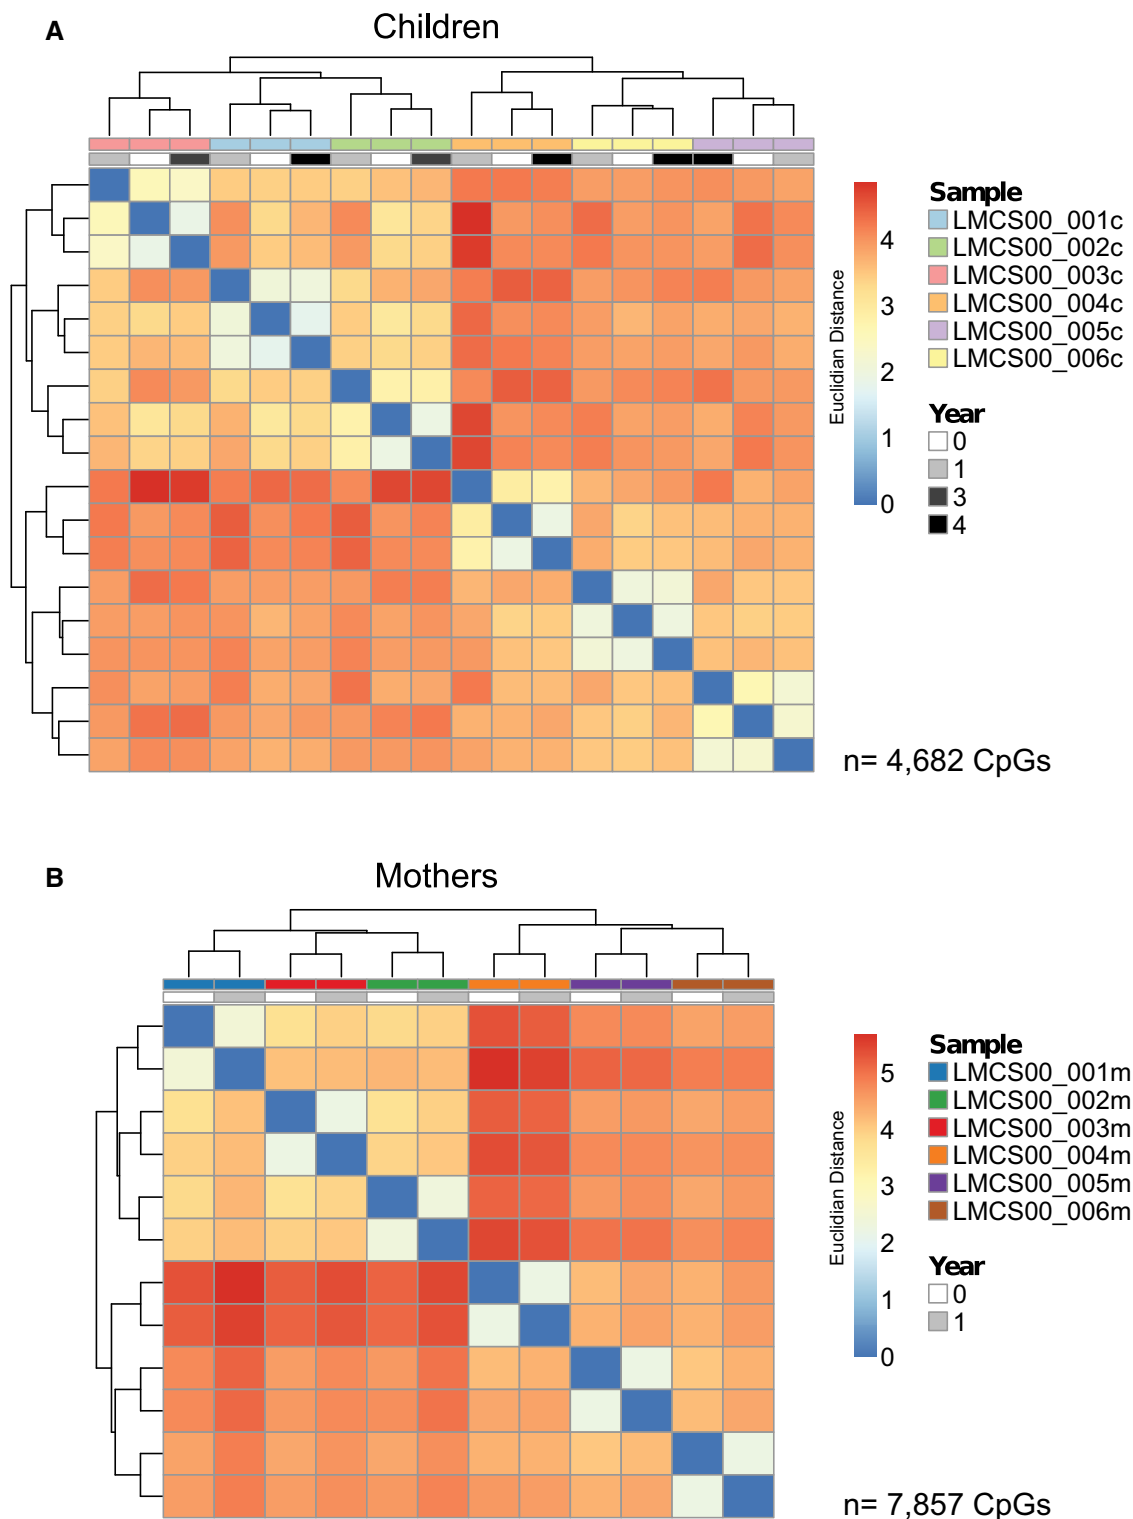 A
Children
Euclidian Distance
4
3
2
1
0
Sample
LMCS00_001c
LMCS00_002c
LMCS00_003c
LMCS00_004c
LMCS00_005c
LMCS00_006c
Year
0
1
3
4
n= 4,682 CpGs
B
Mothers
Euclidian Distance
5
4
3
2
1
0
Sample
LMCS00_001m
LMCS00_002m
LMCS00_003m
LMCS00_004m
LMCS00_005m
LMCS00_006m
Year
0
1
n= 7,857 CpGs